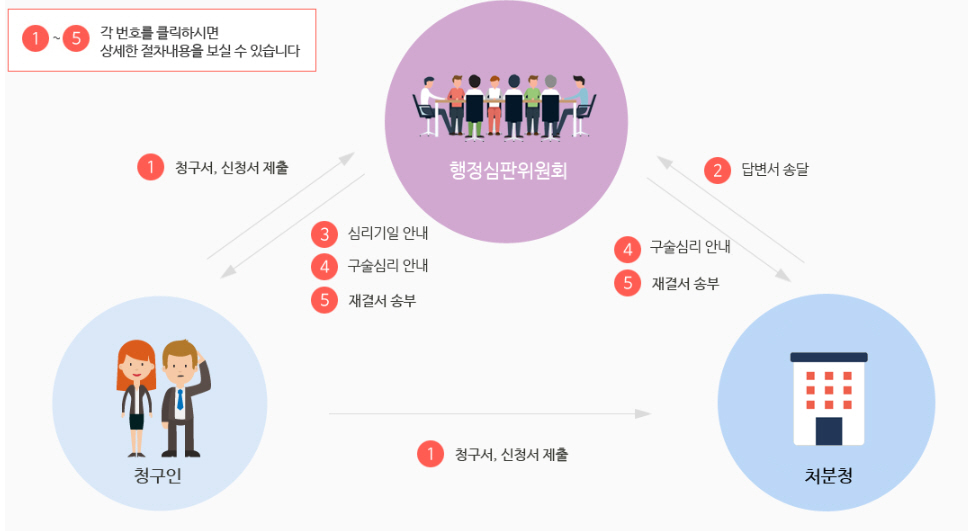 1 ~ 5 각 번호를 클릭하시면
상세한 절차내용을 보실 수 있습니다
행정심판위원회
1 청구서, 신청서 제출
2 답변서 송달
3 심리기일 안내
4 구술심리 안내
5 재결서 송부
4 구술심리 안내
5 재결서 송부
청구인
1 청구서, 신청서 제출
처분청